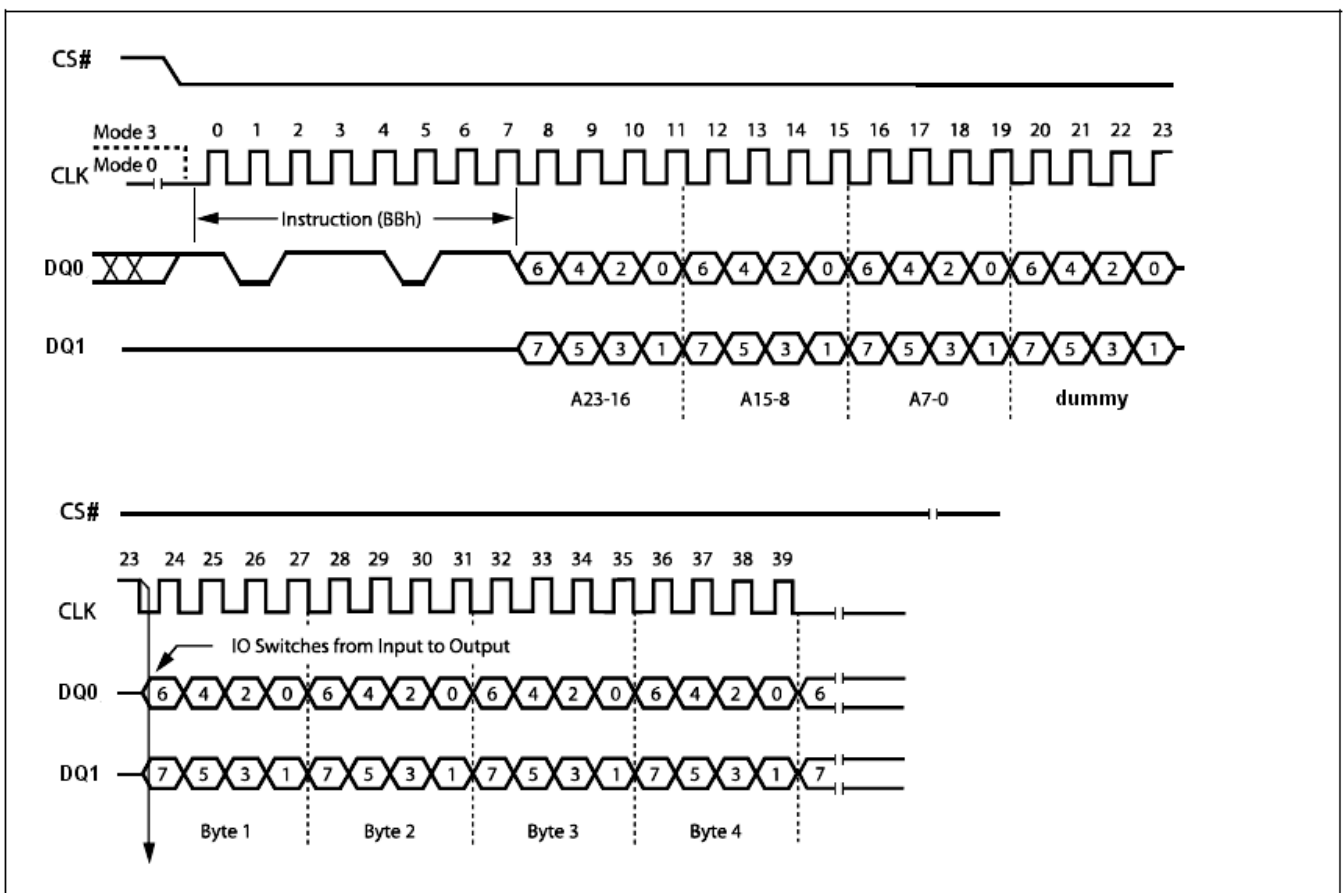 CS#
Mode 3
0 1 2 3 4 5 6 7 8 9 10 11 12 13 14 15 16 17 18 19 20 21 22 23
Mode 0
CLK
Instruction (BBh)
DQ0 6 4 2 0 6 4 2 0 6 4 2 0 6 4 2 0
DQ1 7 5 3 1 7 5 3 1 7 5 3 1 7 5 3 1
A23-16 A15-8 A7-0 dummy
CS#
23 24 25 26 27 28 29 30 31 32 33 34 35 36 37 38 39
CLK
IO Switches from Input to Output
DQ0 6 4 2 0 6 4 2 0 6 4 2 0 6 4 2 0 6
DQ1 7 5 3 1 7 5 3 1 7 5 3 1 7 5 3 1 7
Byte 1 Byte 2 Byte 3 Byte 4